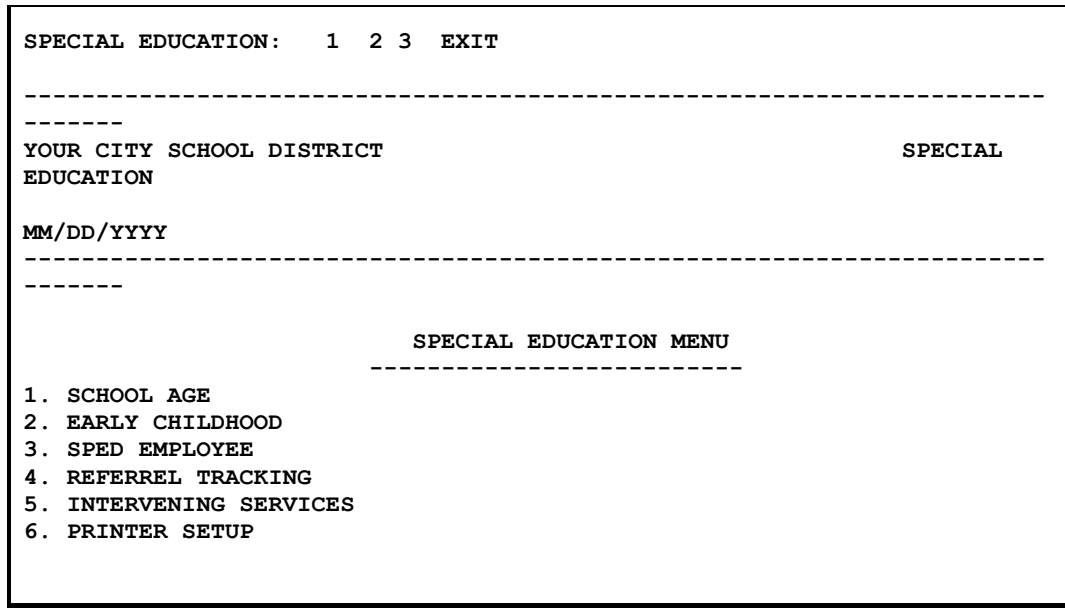 SPECIAL EDUCATION: 1 2 3 EXIT
-----------------------------------------------------------------------
-------
YOUR CITY SCHOOL DISTRICT SPECIAL
EDUCATION
MM/DD/YYYY
-----------------------------------------------------------------------
-------
SPECIAL EDUCATION MENU
--------------------------
1. SCHOOL AGE
2. EARLY CHILDHOOD
3. SPED EMPLOYEE
4. REFERREL TRACKING
5. INTERVENING SERVICES
6. PRINTER SETUP